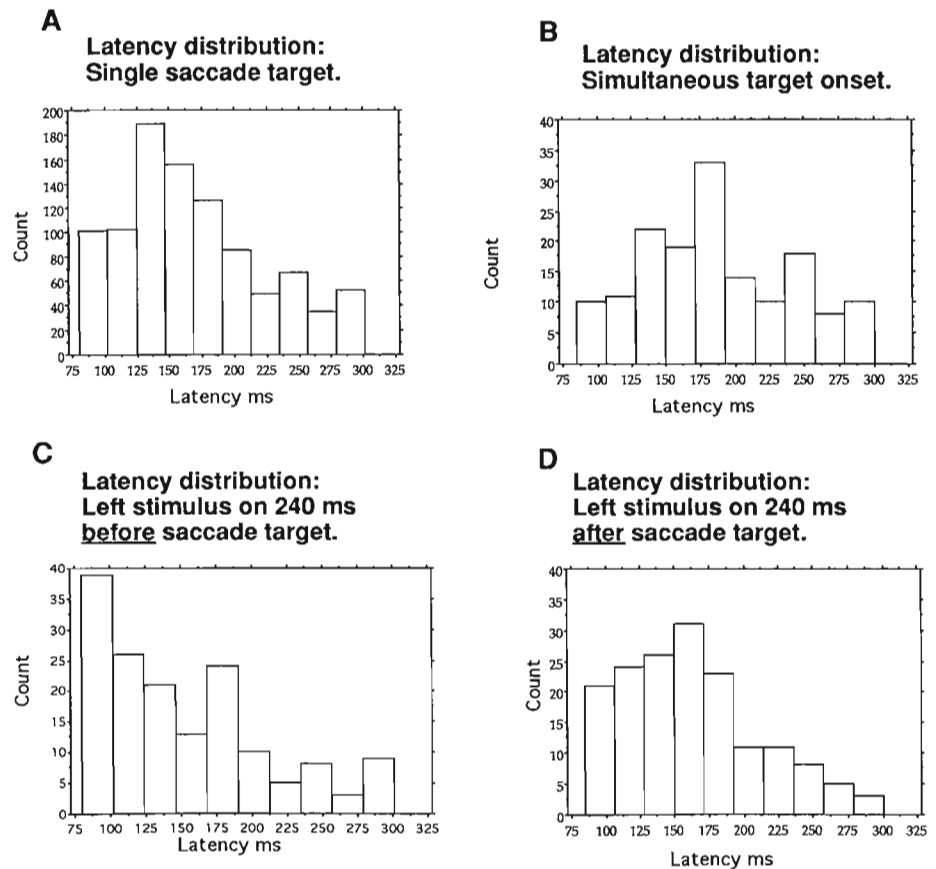 A
Latency distribution:
Single saccade target.
200
180
160
140
120
100
80
60
40
20
0
Count
75 100 125 150 175 200 225 250 275 300 325
Latency ms
B
Latency distribution:
Simultaneous target onset.
40
35
30
25
20
15
10
5
0
Count
75 100 125 150 175 200 225 250 275 300 325
Latency ms
C
Latency distribution:
Left stimulus on 240 ms
before saccade target.
40
35
30
25
20
15
10
5
0
Count
75 100 125 150 175 200 225 250 275 300 325
Latency ms
D
Latency distribution:
Left stimulus on 240 ms
after saccade target.
40
35
30
25
20
15
10
5
0
Count
75 100 125 150 175 200 225 250 275 300 325
Latency ms